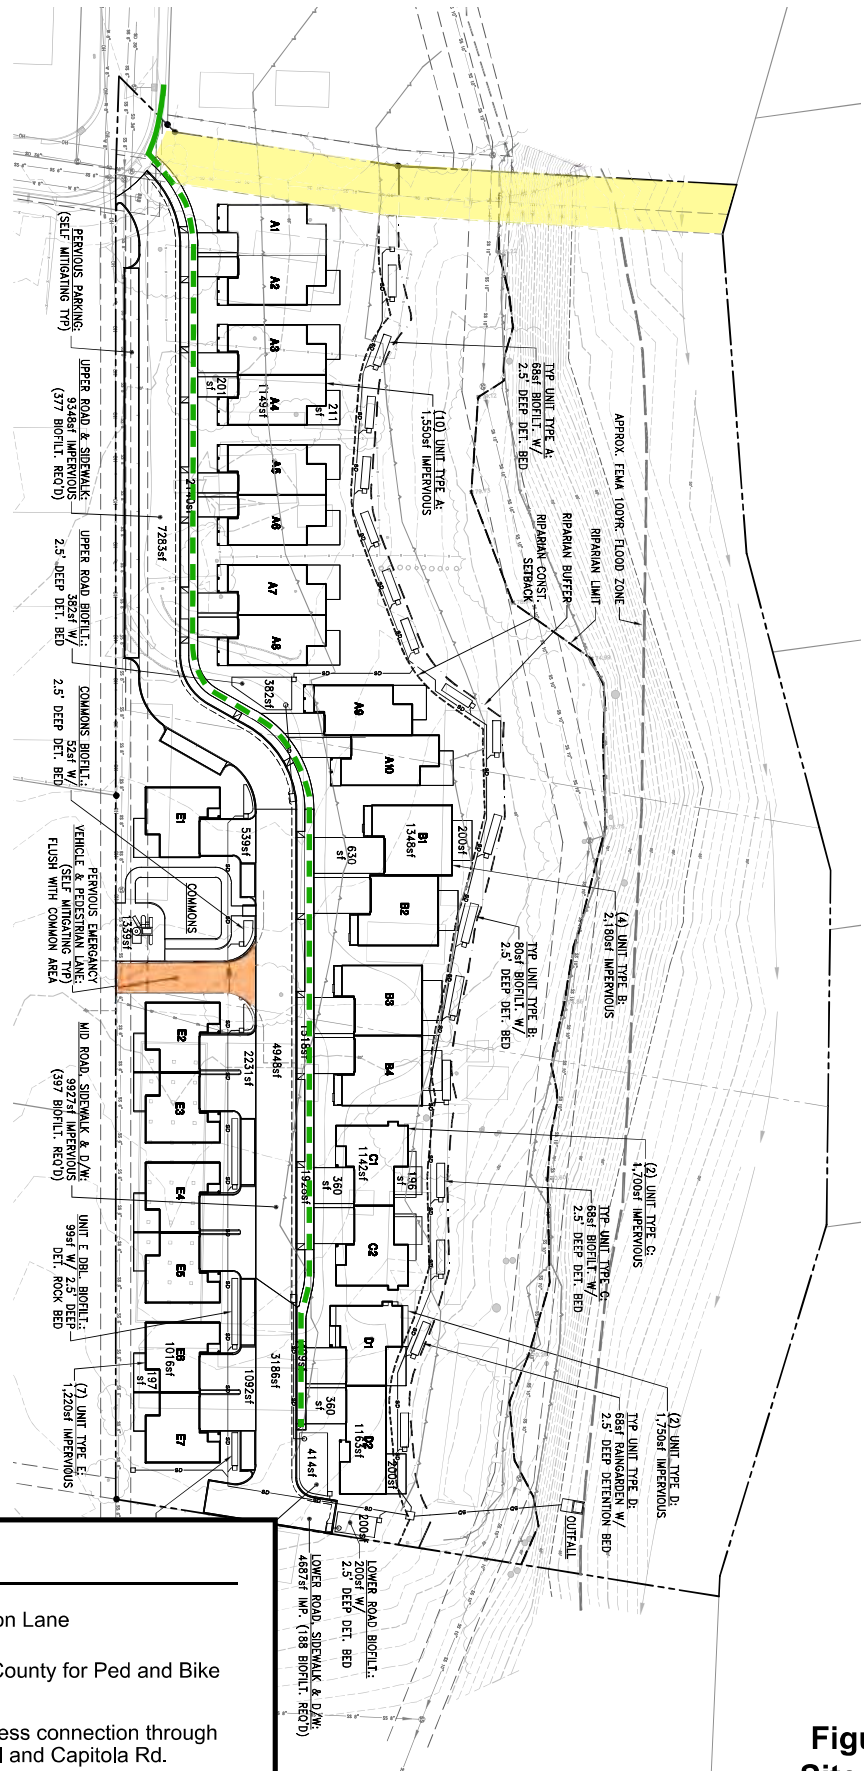 A1
A2
A3
A4
201
sf
1149sf
211
sf
A5
A6
A7
A8
A9
A10
382sf
7283sf
B1
1348sf
200sf
630
sf
B2
B3
B4
C1
1142sf
196
sf
360
sf
C2
D1
D2
1163sf
200sf
360
sf
414sf
200sf
E1
539sf
COMMONS
339sf
E2
E3
2231sf
4948sf
E4
E5
E6
1016sf
197
sf
E7
1092sf
3186sf
PERVIOUS PARKING:
(SELF MITIGATING TYP)
UPPER ROAD & SIDEWALK:
9348sf IMPERVIOUS
(377 BIOFILT. REQ'D)
UPPER ROAD BIOFILT.:
382sf W/
2.5' DEEP DET. BED
COMMONS BIOFILT.:
52sf W/
2.5' DEEP DET. BED
PERVIOUS EMERGENCY
VEHICLE & PEDESTRIAN LANE:
(SELF MITIGATING TYP)
FLUSH WITH COMMON AREA
MID ROAD, SIDEWALK & D/W:
9927sf IMPERVIOUS
(397 BIOFILT. REQ'D)
UNIT E DBL. BIOFILT.:
99sf W/ 2.5' DEEP
DET. ROCK BED
(7) UNIT TYPE E:
1,220sf IMPERVIOUS
TYP UNIT TYPE A:
68sf BIOFILT. W/
2.5' DEEP DET. BED
(10) UNIT TYPE A:
1,550sf IMPERVIOUS
APPROX. FEMA 100YR. FLOOD ZONE
RIPARIAN LIMIT
RIPARIAN BUFFER
RIPARIAN CONST.
SETBACK
(4) UNIT TYPE B:
2,180sf IMPERVIOUS
TYP UNIT TYPE B:
80sf BIOFILT. W/
2.5' DEEP DET. BED
(2) UNIT TYPE C:
1,700sf IMPERVIOUS
TYP UNIT TYPE C:
68sf BIOFILT. W/
2.5' DEEP DET. BED
(2) UNIT TYPE D:
1,750sf IMPERVIOUS
TYP UNIT TYPE D:
68sf RAINGARDEN W/
2.5' DEEP DETENTION BED
OUTFALL
LOWER ROAD BIOFILT.:
200sf W/
2.5' DEEP DET. BED
LOWER ROAD, SIDEWALK & D/W:
4687sf IMP. (188 BIOFILT. REQ'D)
on Lane
County for Ped and Bike
ess connection through
l and Capitola Rd.
Figu